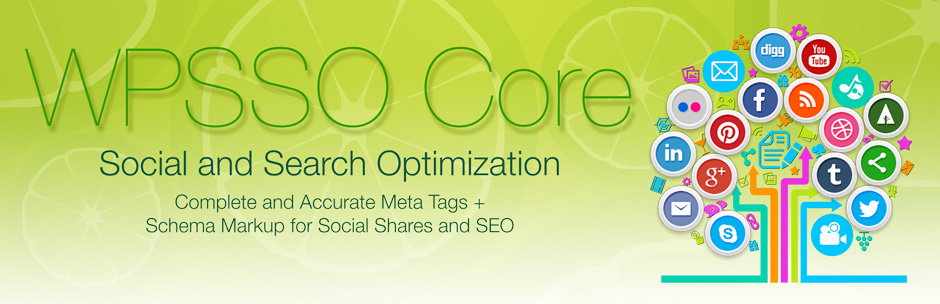 WPSSO Core
Social and Search Optimization
Complete and Accurate Meta Tags +
Schema Markup for Social Shares and SEO
digg
You
Tube
f
in
g+
t
S